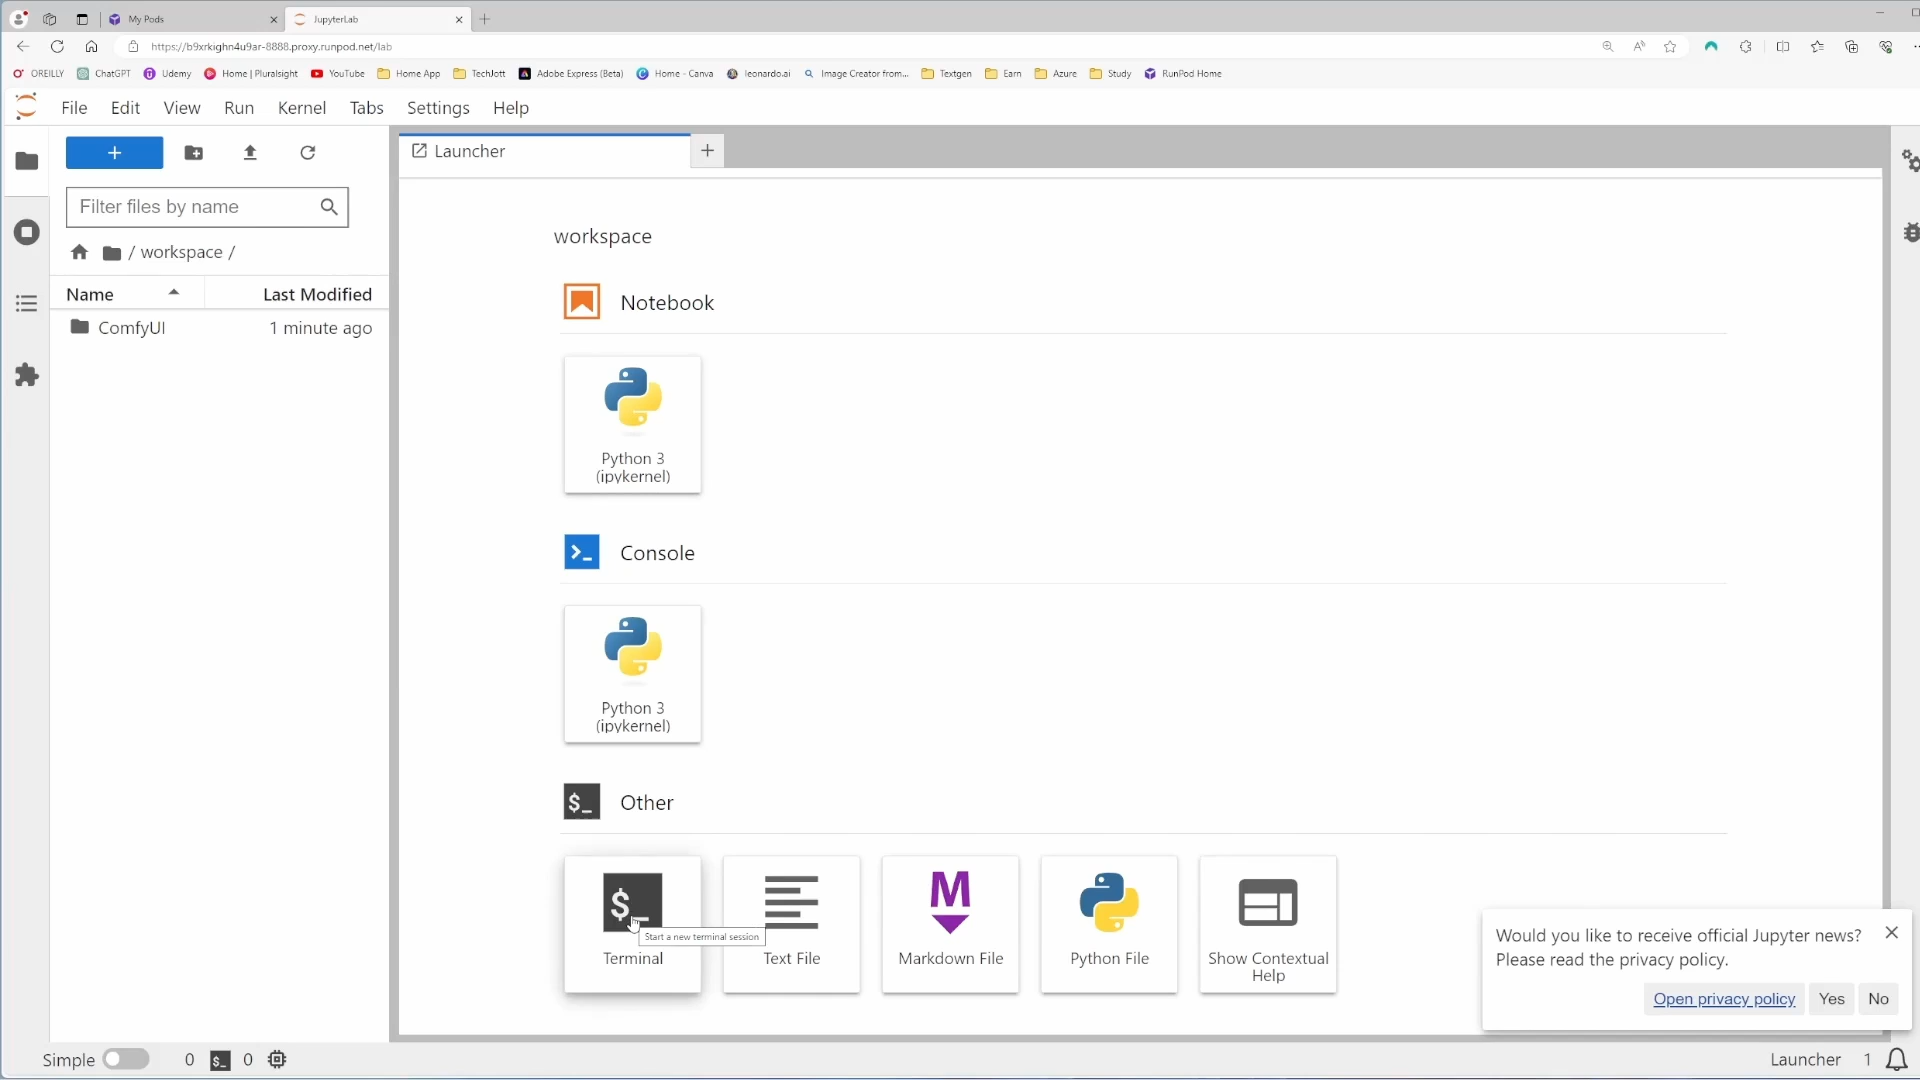 My Pods
JupyterLab
https://b9xrkighn4u9ar-8888.proxy.runpod.net/lab
OREILLY
ChatGPT
Udemy
Home | Pluralsight
YouTube
Home App
TechJott
Adobe Express (Beta)
Home - Canva
leonardo.ai
Image Creator from...
Textgen
Earn
Azure
Study
RunPod Home
File Edit View Run Kernel Tabs Settings Help
Launcher
Filter files by name
/ workspace /
Name
Last Modified
ComfyUI
1 minute ago
workspace
Notebook
Python 3
(ipykernel)
Console
Python 3
(ipykernel)
$_ Other
$_
Terminal
Start a new terminal session
Text File
M
Markdown File
Python File
Show Contextual
Help
Would you like to receive official Jupyter news?
Please read the privacy policy.
Open privacy policy
Yes
No
Simple
0
$_
0
Launcher
1